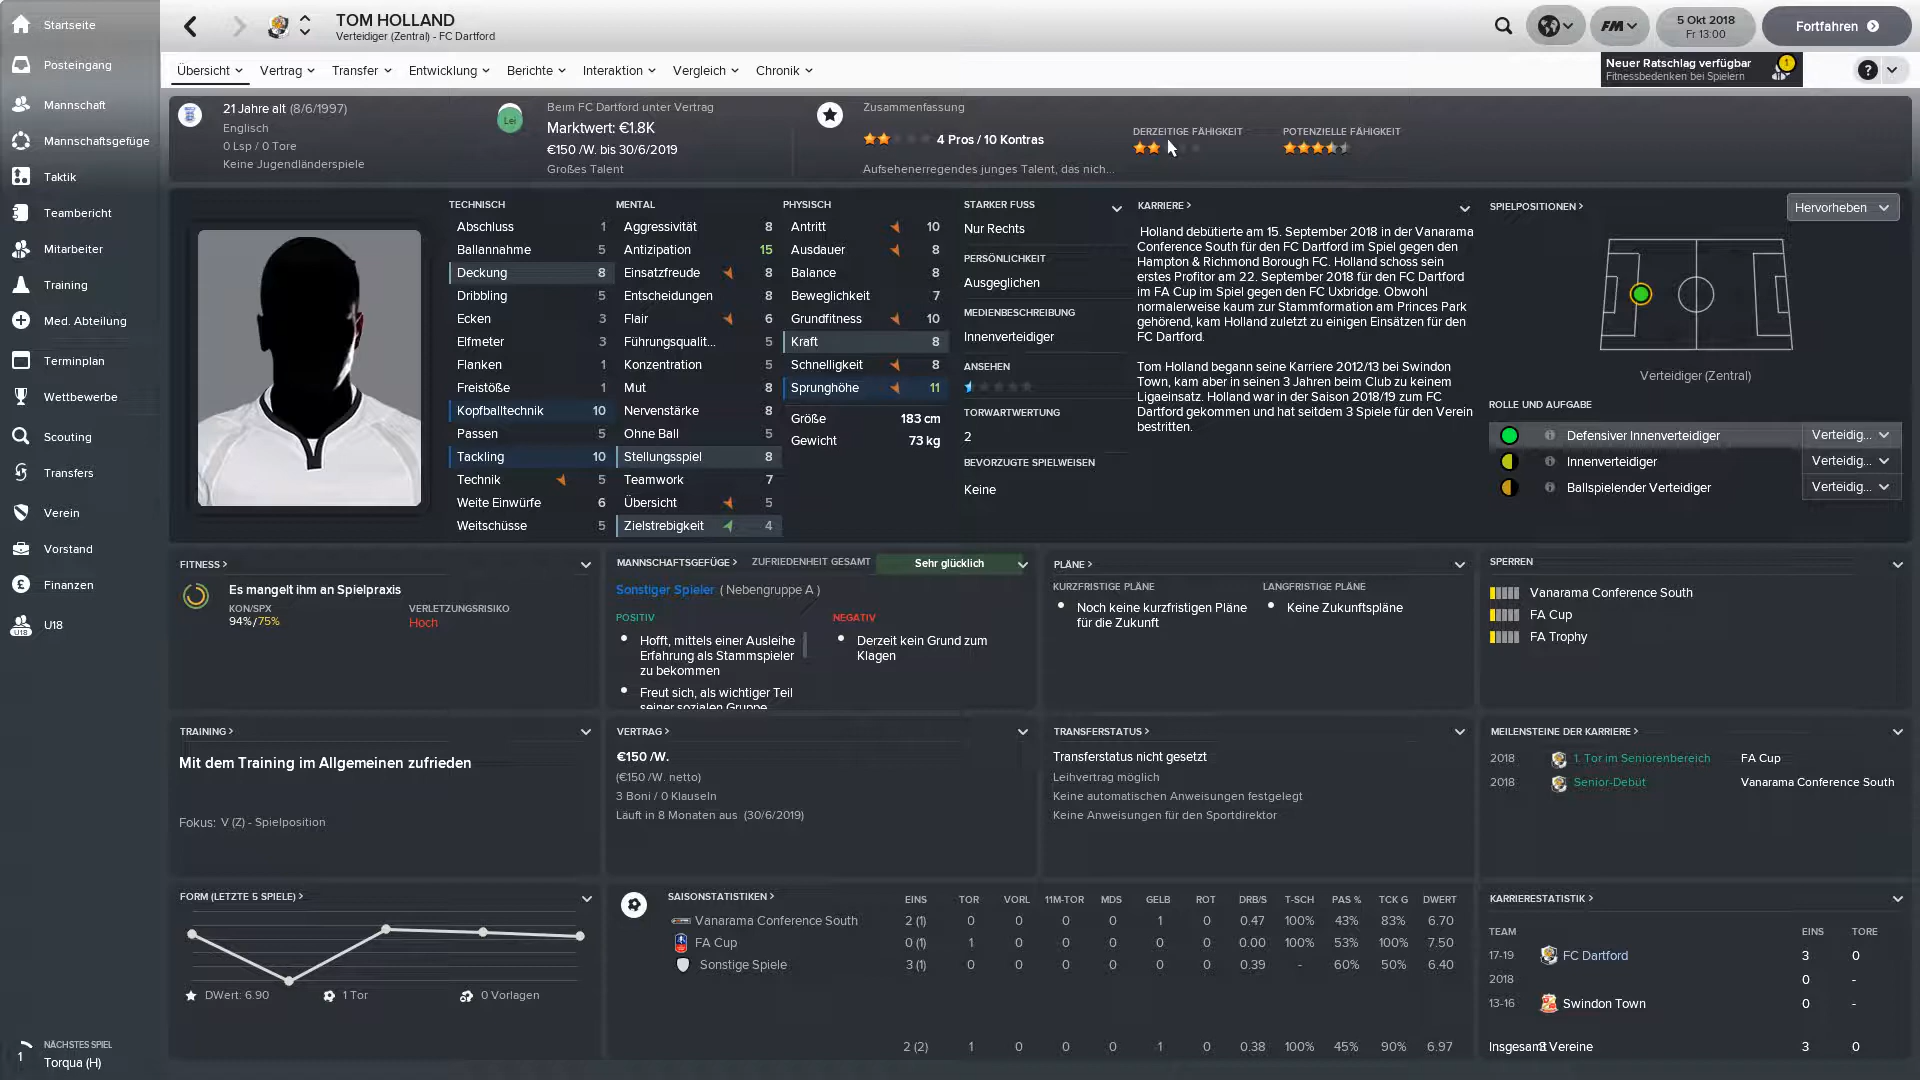 Startseite
Posteingang
Mannschaft
Mannschaftsgefüge
Taktik
Teambericht
Mitarbeiter
Training
Med. Abteilung
Terminplan
Wettbewerbe
Scouting
Transfers
Verein
Vorstand
Finanzen
U18
U18
1
NÄCHSTES SPIEL
Torqua (H)
TOM HOLLAND
Verteidiger (Zentral) - FC Dartford
FM
5 Okt 2018
Fr 13:00
Fortfahren
Übersicht Vertrag Transfer Entwicklung Berichte Interaktion Vergleich Chronik
Neuer Ratschlag verfügbar
Fitnessbedenken bei Spielern
1
?
21 Jahre alt (8/6/1997)
Englisch
0 Lsp / 0 Tore
Keine Jugendländerspiele
Lei
Beim FC Dartford unter Vertrag
Marktwert: €1.8K
€150 /W. bis 30/6/2019
Großes Talent
Zusammenfassung
4 Pros / 10 Kontras
Aufsehenerregendes junges Talent, das nich...
DERZEITIGE FÄHIGKEIT
POTENZIELLE FÄHIGKEIT
TECHNISCH
Abschluss 1
Ballannahme 5
Deckung 8
Dribbling 5
Ecken 3
Elfmeter 3
Flanken 1
Freistöße 1
Kopfballtechnik 10
Passen 5
Tackling 10
Technik 5
Weite Einwürfe 6
Weitschüsse 5
MENTAL
Aggressivität 8
Antizipation 15
Einsatzfreude 8
Entscheidungen 8
Flair 6
Führungsqualit... 5
Konzentration 5
Mut 8
Nervenstärke 8
Ohne Ball 5
Stellungsspiel 8
Teamwork 7
Übersicht 5
Zielstrebigkeit 4
PHYSISCH
Antritt 10
Ausdauer 8
Balance 8
Beweglichkeit 7
Grundfitness 10
Kraft 8
Schnelligkeit 8
Sprunghöhe 11
Größe 183 cm
Gewicht 73 kg
STARKER FUSS
Nur Rechts
PERSÖNLICHKEIT
Ausgeglichen
MEDIENBESCHREIBUNG
Innenverteidiger
ANSEHEN
TORWARTWERTUNG
2
BEVORZUGTE SPIELWEISEN
Keine
KARRIERE >
Holland debütierte am 15. September 2018 in der Vanarama
Conference South für den FC Dartford im Spiel gegen den
Hampton & Richmond Borough FC. Holland schoss sein
erstes Profitor am 22. September 2018 für den FC Dartford
im FA Cup im Spiel gegen den FC Uxbridge. Obwohl
normalerweise kaum zur Stammformation am Princes Park
gehörend, kam Holland zuletzt zu einigen Einsätzen für den
FC Dartford.
Tom Holland begann seine Karriere 2012/13 bei Swindon
Town, kam aber in seinen 3 Jahren beim Club zu keinem
Ligaeinsatz. Holland war in der Saison 2018/19 zum FC
Dartford gekommen und hat seitdem 3 Spiele für den Verein
bestritten.
SPIELPOSITIONEN >
Hervorheben
Verteidiger (Zentral)
ROLLE UND AUFGABE
Defensiver Innenverteidiger Verteidig...
Innenverteidiger Verteidig...
Ballspielender Verteidiger Verteidig...
FITNESS >
Es mangelt ihm an Spielpraxis
KON/SPX VERLETZUNGSRISIKO
94%/75% Hoch
MANNSCHAFTSGEFÜGE > ZUFRIEDENHEIT GESAMT Sehr glücklich
Sonstiger Spieler ( Nebengruppe A )
POSITIV
Hofft, mittels einer Ausleihe
Erfahrung als Stammspieler
zu bekommen
Freut sich, als wichtiger Teil
seiner sozialen Gruppe
NEGATIV
Derzeit kein Grund zum
Klagen
PLÄNE >
KURZFRISTIGE PLÄNE
Noch keine kurzfristigen Pläne
für die Zukunft
LANGFRISTIGE PLÄNE
Keine Zukunftspläne
SPERREN
Vanarama Conference South
FA Cup
FA Trophy
TRAINING >
Mit dem Training im Allgemeinen zufrieden
Fokus: V (Z) - Spielposition
VERTRAG >
€150 /W.
(€150 /W. netto)
3 Boni / 0 Klauseln
Läuft in 8 Monaten aus (30/6/2019)
TRANSFERSTATUS >
Transferstatus nicht gesetzt
Leihvertrag möglich
Keine automatischen Anweisungen festgelegt
Keine Anweisungen für den Sportdirektor
MEILENSTEINE DER KARRIERE >
2018 1. Tor im Seniorenbereich FA Cup
2018 Senior-Debüt Vanarama Conference South
FORM (LETZTE 5 SPIELE) >
DWert: 6.90 1 Tor 0 Vorlagen
SAISONSTATISTIKEN > EINS TOR VORL 11M-TOR MDS GELB ROT DRB/S T-SCH PAS % TCK G DWERT
Vanarama Conference South 2 (1) 0 0 0 0 1 0 0.47 100% 43% 83% 6.70
FA Cup 0 (1) 1 0 0 0 0 0 0.00 100% 53% 100% 7.50
Sonstige Spiele 3 (1) 0 0 0 0 0 0 0.39 - 60% 50% 6.40
2 (2) 1 0 0 0 1 0 0.38 100% 45% 90% 6.97
KARRIERESTATISTIK >
TEAM EINS TORE
17-19 FC Dartford 3 0
2018 0 -
13-16 Swindon Town 0 -
Insgesamt 3 Vereine 3 0